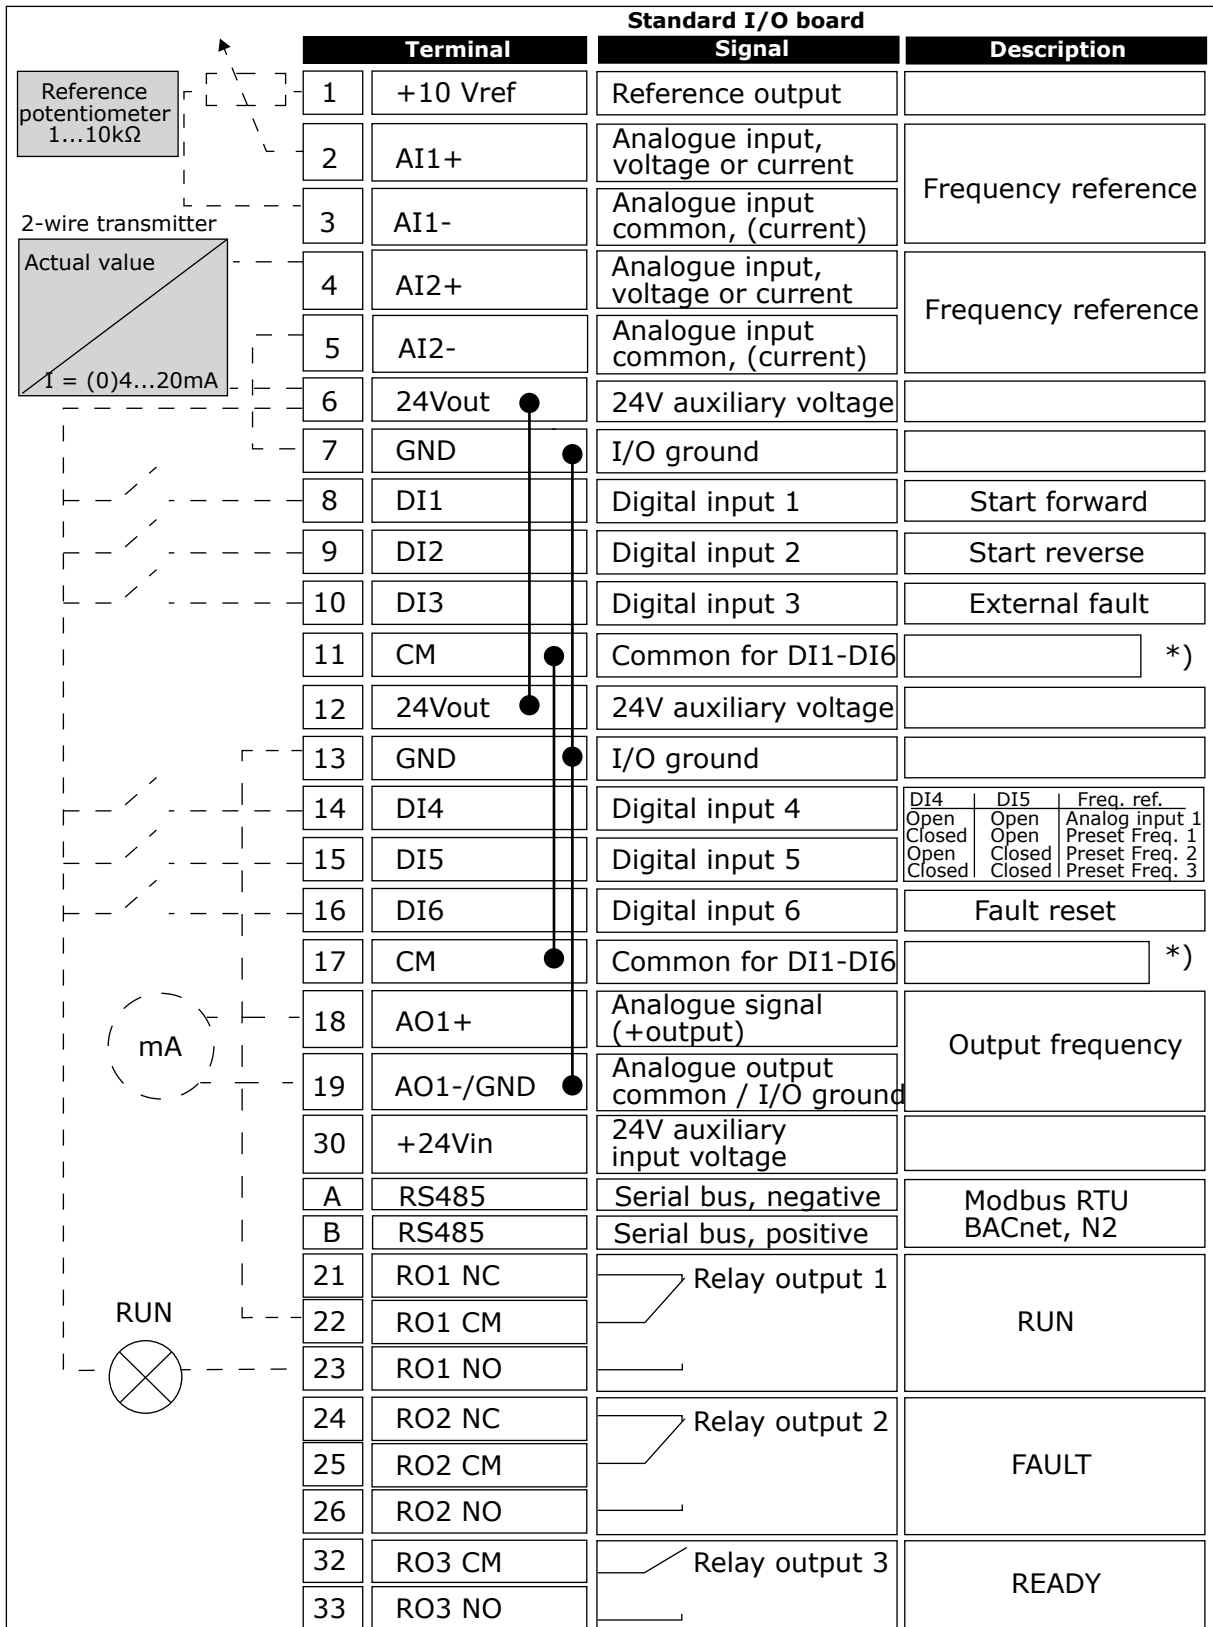 Standard I/O board
Terminal Signal Description
Reference
potentiometer
1...10kΩ
1 +10 Vref Reference output
2 AI1+ Analogue input,
voltage or current
Frequency reference
3 AI1- Analogue input
common, (current)
2-wire transmitter
Actual value
I = (0)4...20mA
4 AI2+ Analogue input,
voltage or current
Frequency reference
5 AI2- Analogue input
common, (current)
6 24Vout 24V auxiliary voltage
7 GND I/O ground
8 DI1 Digital input 1 Start forward
9 DI2 Digital input 2 Start reverse
10 DI3 Digital input 3 External fault
11 CM Common for DI1-DI6 *)
12 24Vout 24V auxiliary voltage
13 GND I/O ground
14 DI4 Digital input 4
DI4 DI5 Freq. ref.
Open Open Analog input 1
Closed Open Preset Freq. 1
Open Closed Preset Freq. 2
Closed Closed Preset Freq. 3
15 DI5 Digital input 5
16 DI6 Digital input 6 Fault reset
17 CM Common for DI1-DI6 *)
mA
18 AO1+ Analogue signal
(+output)
Output frequency
19 AO1-/GND Analogue output
common / I/O ground
30 +24Vin 24V auxiliary
input voltage
A RS485 Serial bus, negative
B RS485 Serial bus, positive
Modbus RTU
BACnet, N2
21 RO1 NC Relay output 1
RUN
22 RO1 CM RUN
23 RO1 NO
24 RO2 NC Relay output 2
25 RO2 CM FAULT
26 RO2 NO
32 RO3 CM Relay output 3
READY
33 RO3 NO